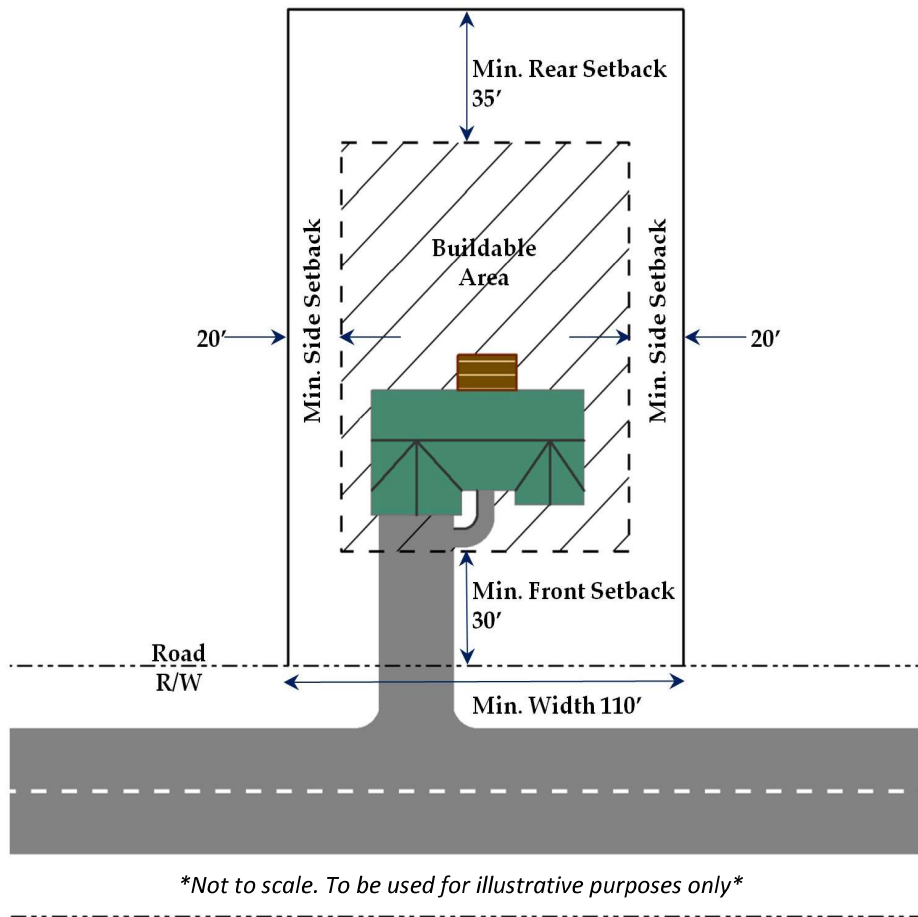 Min. Rear Setback
35’
Buildable
Area
Min. Side Setback
Min. Side Setback
20’
20’
Min. Front Setback
30’
Road
R/W
Min. Width 110’
*Not to scale. To be used for illustrative purposes only*